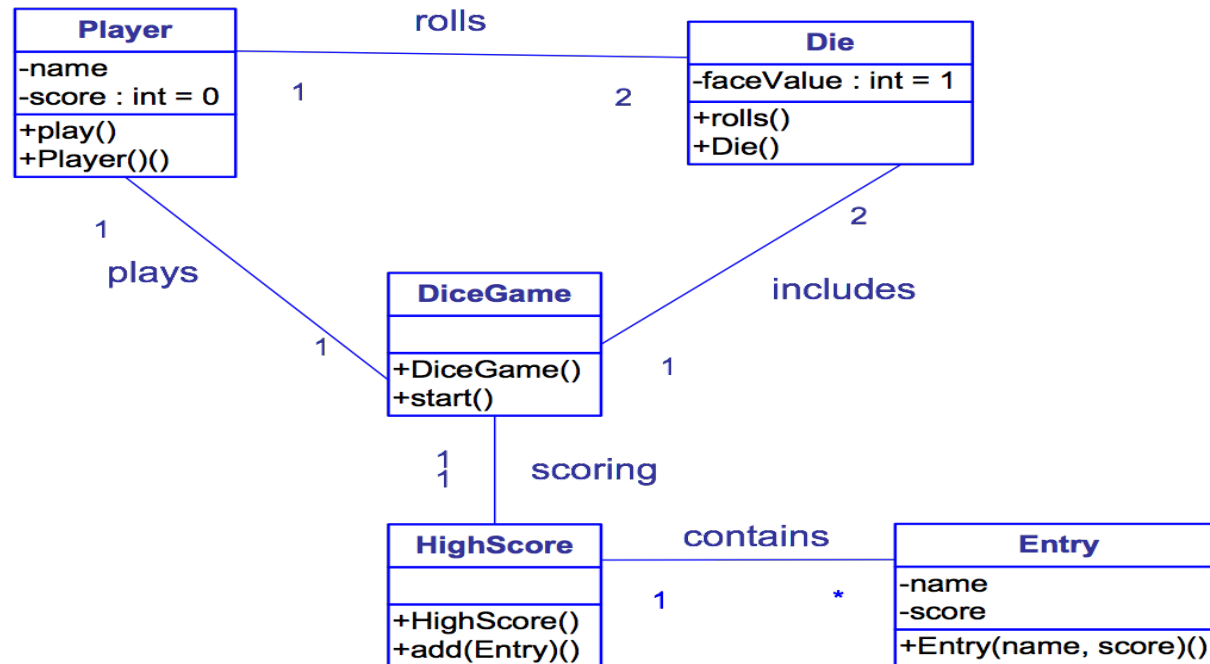 Player
-name
-score : int = 0
+play()
+Player()()
rolls
1
2
Die
-faceValue : int = 1
+rolls()
+Die()
1
plays
1
2
includes
1
DiceGame
+DiceGame()
+start()
1
1
scoring
HighScore
+HighScore()
+add(Entry)()
contains
1
*
Entry
-name
-score
+Entry(name, score)()